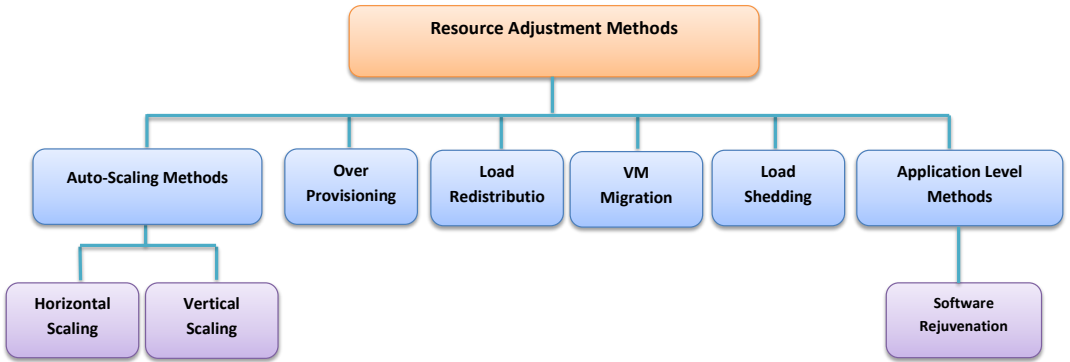 Resource Adjustment Methods
Auto-Scaling Methods
Over
Provisioning
Load
Redistributio
VM
Migration
Load
Shedding
Application Level
Methods
Horizontal
Scaling
Vertical
Scaling
Software
Rejuvenation